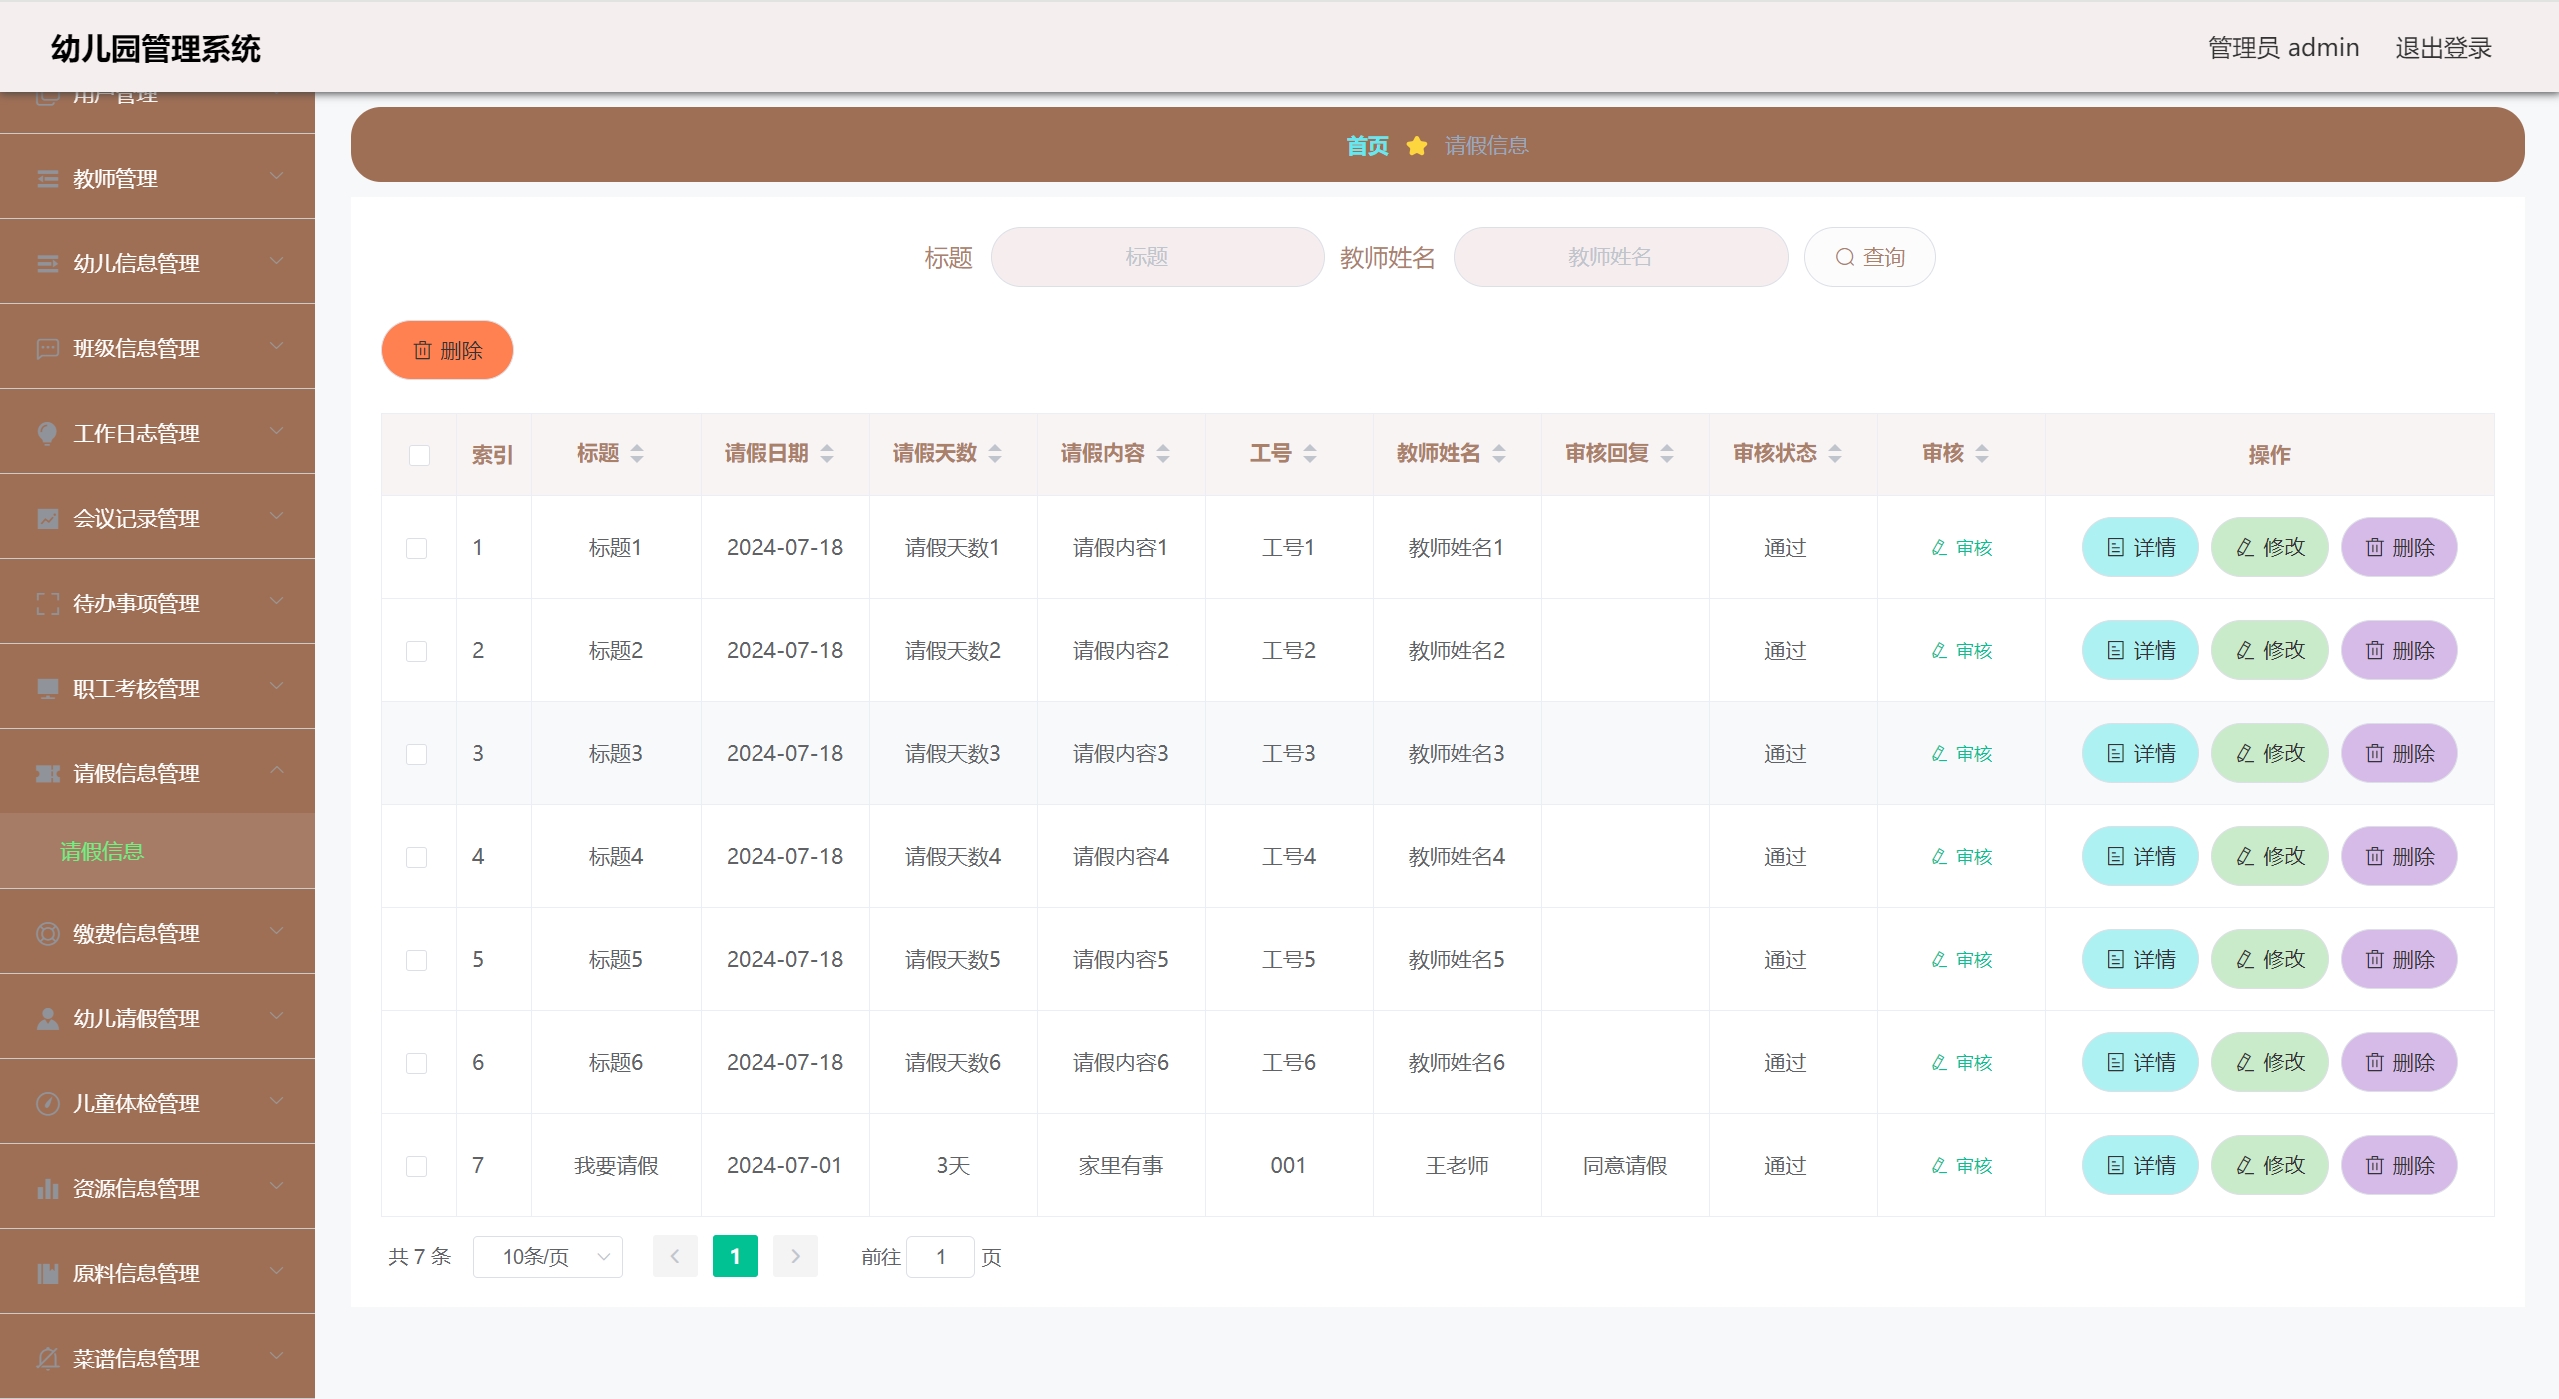 幼儿园管理系统
管理员 admin 退出登录
用户管理
教师管理
幼儿信息管理
班级信息管理
工作日志管理
会议记录管理
待办事项管理
职工考核管理
请假信息管理
请假信息
缴费信息管理
幼儿请假管理
儿童体检管理
资源信息管理
原料信息管理
菜谱信息管理
首页 请假信息
标题 标题 教师姓名 教师姓名 查询
删除
索引 标题 请假日期 请假天数 请假内容 工号 教师姓名 审核回复 审核状态 审核 操作
1 标题1 2024-07-18 请假天数1 请假内容1 工号1 教师姓名1 通过 审核 详情 修改 删除
2 标题2 2024-07-18 请假天数2 请假内容2 工号2 教师姓名2 通过 审核 详情 修改 删除
3 标题3 2024-07-18 请假天数3 请假内容3 工号3 教师姓名3 通过 审核 详情 修改 删除
4 标题4 2024-07-18 请假天数4 请假内容4 工号4 教师姓名4 通过 审核 详情 修改 删除
5 标题5 2024-07-18 请假天数5 请假内容5 工号5 教师姓名5 通过 审核 详情 修改 删除
6 标题6 2024-07-18 请假天数6 请假内容6 工号6 教师姓名6 通过 审核 详情 修改 删除
7 我要请假 2024-07-01 3天 家里有事 001 王老师 同意请假 通过 审核 详情 修改 删除
共 7 条 10条/页 1 前往 1 页